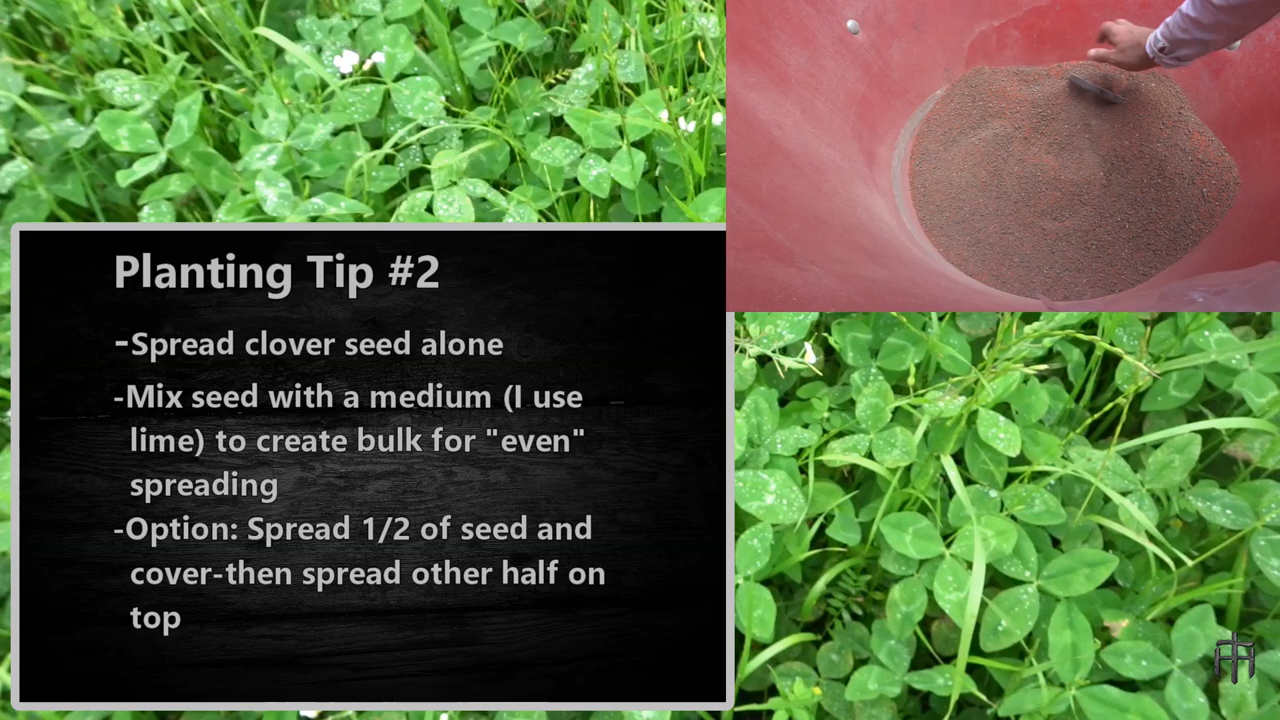 Planting Tip #2
-Spread clover seed alone
-Mix seed with a medium (I use
lime) to create bulk for "even"
spreading
-Option: Spread 1/2 of seed and
cover-then spread other half on
top